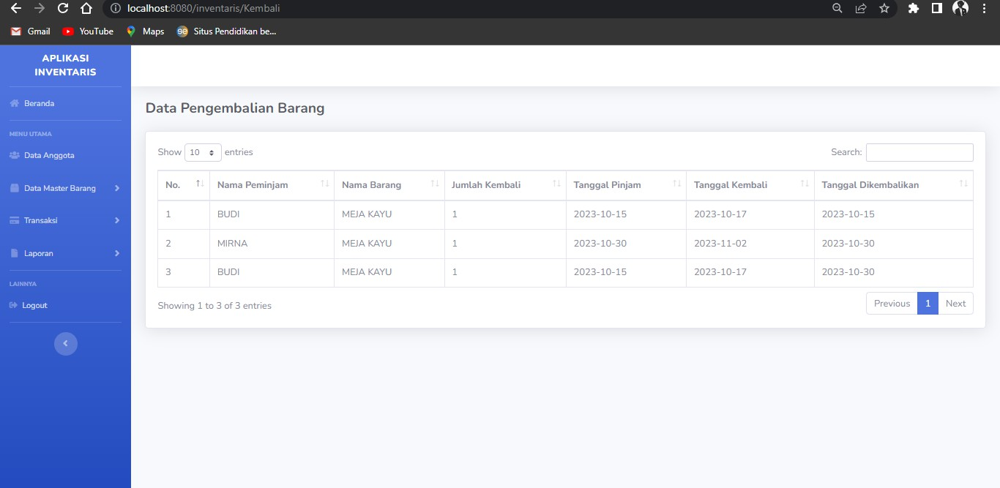 localhost:8080/inventaris/Kembali
Gmail YouTube Maps Situs Pendidikan be...
APLIKASI
INVENTARIS
Beranda
MENU UTAMA
Data Anggota
Data Master Barang
Transaksi
Laporan
LAINNYA
Logout
Data Pengembalian Barang
Show 10 entries Search:
No. Nama Peminjam Nama Barang Jumlah Kembali Tanggal Pinjam Tanggal Kembali Tanggal Dikembalikan
1 BUDI MEJA KAYU 1 2023-10-15 2023-10-17 2023-10-15
2 MIRNA MEJA KAYU 1 2023-10-30 2023-11-02 2023-10-30
3 BUDI MEJA KAYU 1 2023-10-15 2023-10-17 2023-10-30
Showing 1 to 3 of 3 entries Previous 1 Next